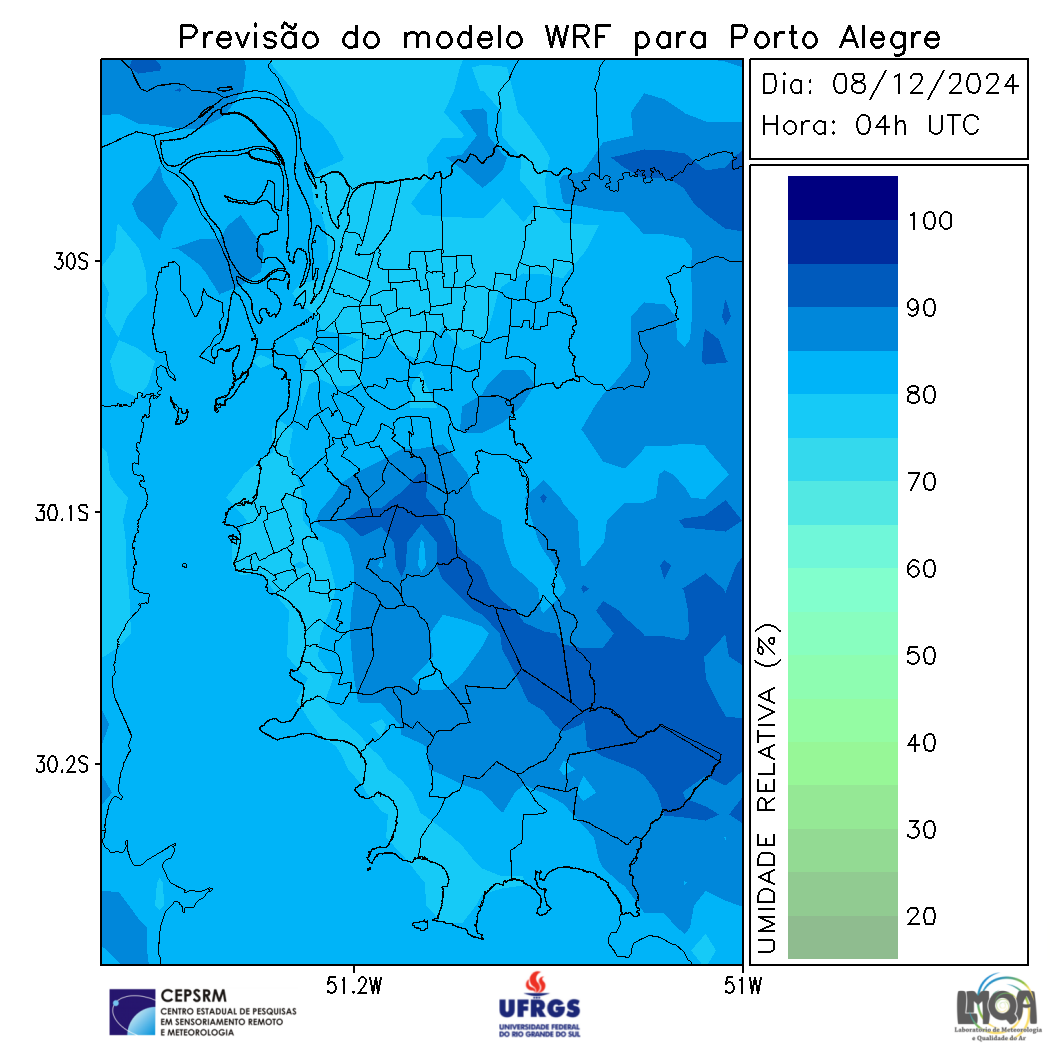 Previsão do modelo WRF para Porto Alegre
Dia: 08/12/2024
Hora: 04h UTC
30S
30.1S
30.2S
51.2W
51W
100
90
80
70
60
50
40
30
20
UMIDADE RELATIVA (%)
CEPSRM
CENTRO ESTADUAL DE PESQUISAS
EM SENSORIAMENTO REMOTO
E METEOROLOGIA
UFRGS
UNIVERSIDADE FEDERAL
DO RIO GRANDE DO SUL
LMQA
Laboratório de Meteorologia
e Qualidade do Ar